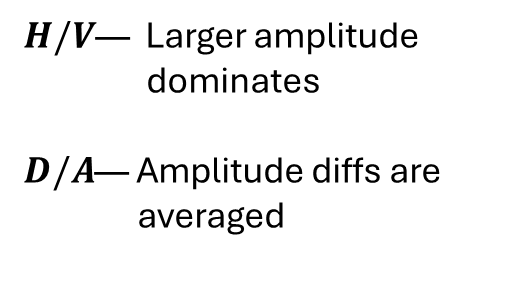 H/V— Larger amplitude
dominates
D/A— Amplitude diffs are
averaged